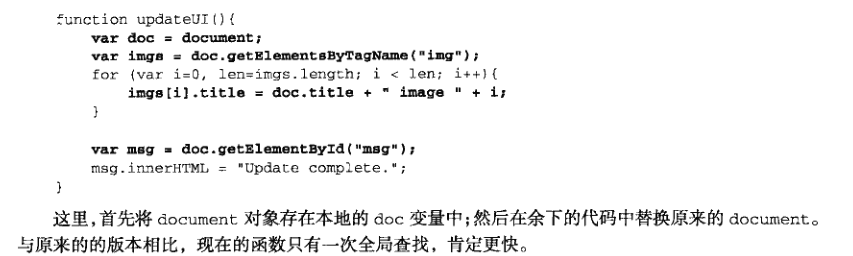 function updateUI(){
var doc = document;
var imgs = doc.getElementsByTagName("img");
for (var i=0, len=imgs.length; i < len; i++){
imgs[i].title = doc.title + " image " + i;
}
var msg = doc.getElementById("msg");
msg.innerHTML = "Update complete.";
}
这里,首先将 document 对象存在本地的 doc 变量中;然后在余下的代码中替换原来的 document。
与原来的的版本相比，现在的函数只有一次全局查找，肯定更快。